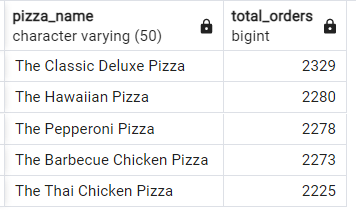 pizza_name total_orders
character varying (50) bigint
The Classic Deluxe Pizza 2329
The Hawaiian Pizza 2280
The Pepperoni Pizza 2278
The Barbecue Chicken Pizza 2273
The Thai Chicken Pizza 2225